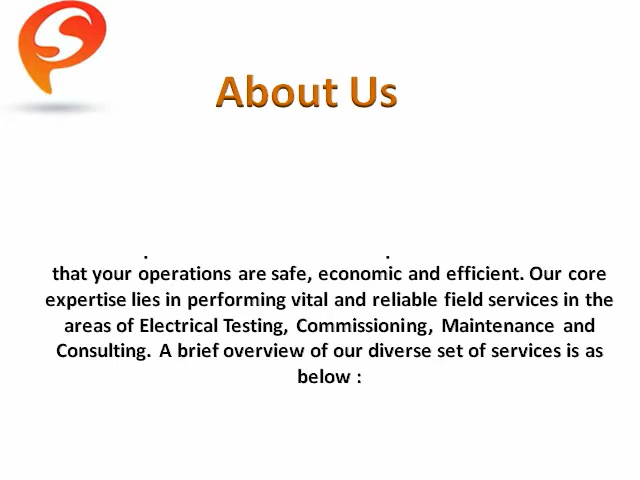 About Us
that your operations are safe, economic and efficient. Our core
expertise lies in performing vital and reliable field services in the
areas of Electrical Testing, Commissioning, Maintenance and
Consulting. A brief overview of our diverse set of services is as
below :